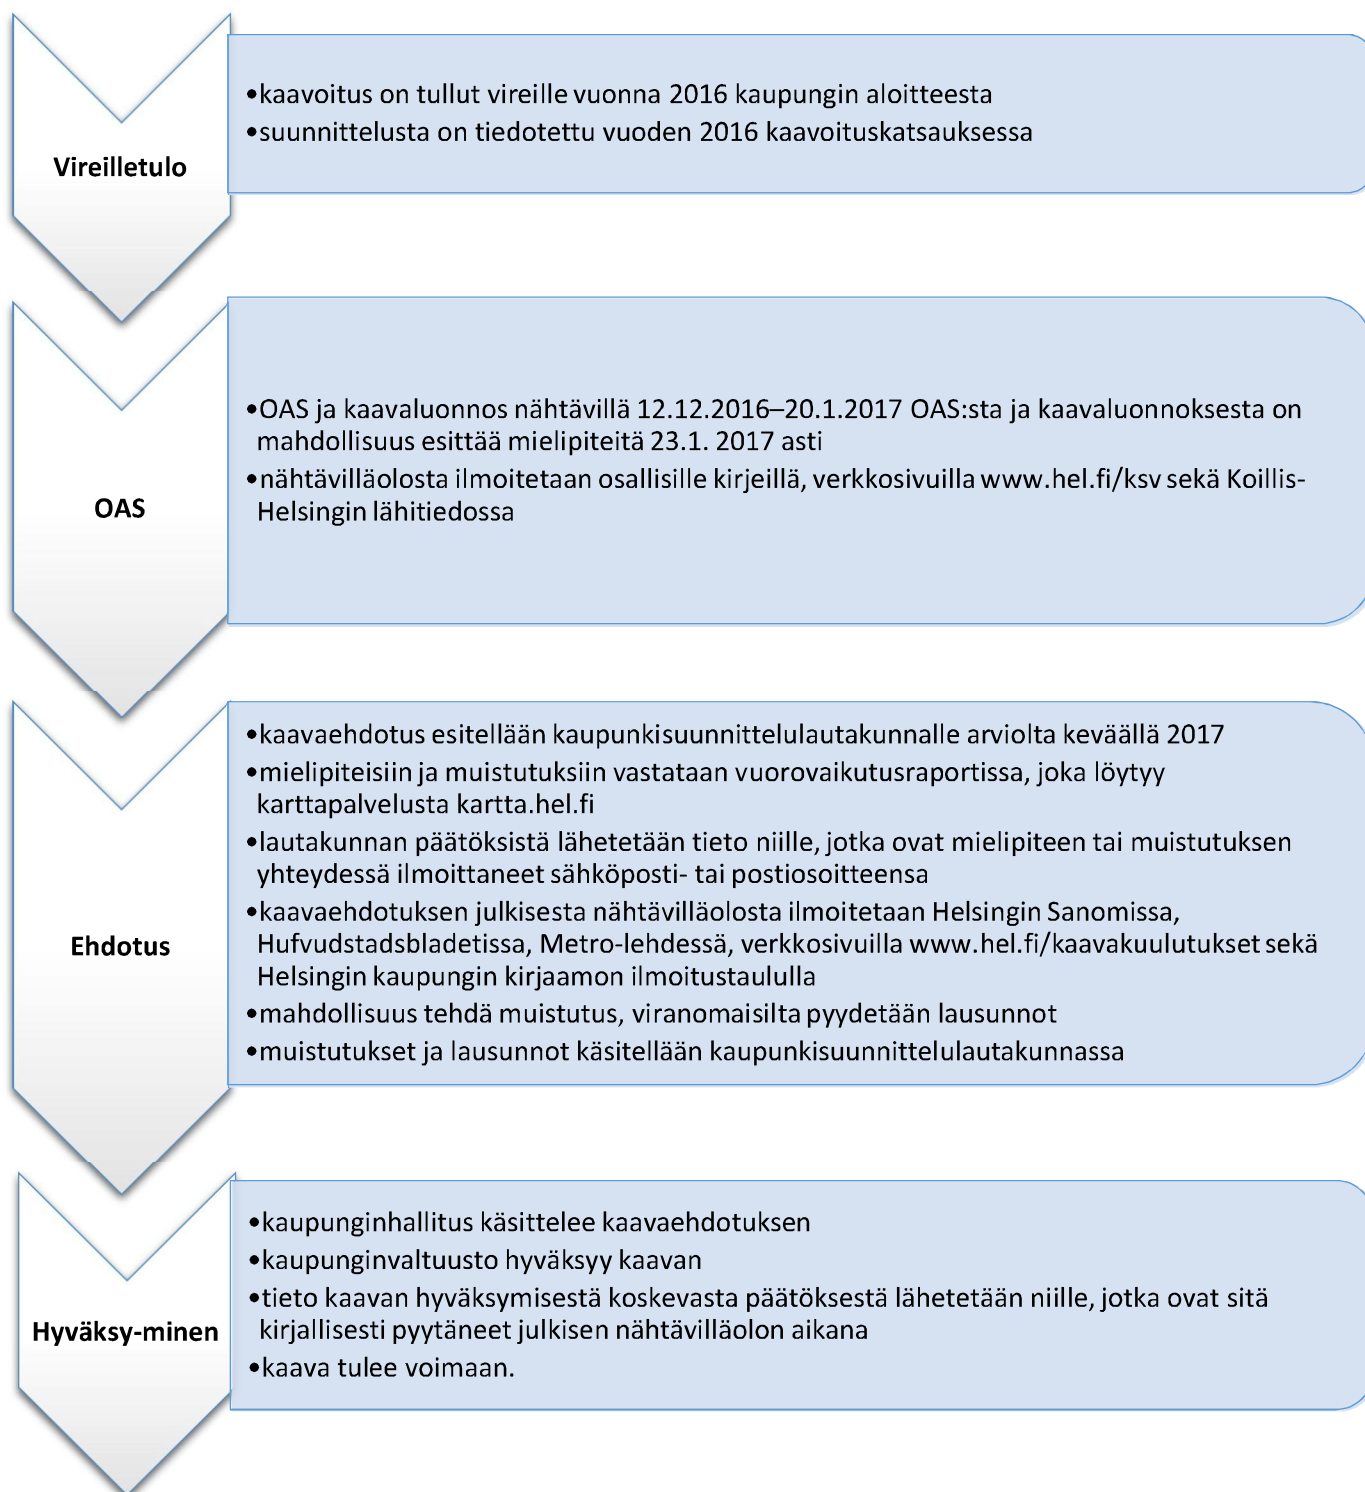 Vireilletulo
•kaavoitus on tullut vireille vuonna 2016 kaupungin aloitteesta
•suunnittelusta on tiedotettu vuoden 2016 kaavoituskatsauksessa
OAS
•OAS ja kaavaluonnos nähtävillä 12.12.2016–20.1.2017 OAS:sta ja kaavaluonnoksesta on
mahdollisuus esittää mielipiteitä 23.1. 2017 asti
•nähtävilläolosta ilmoitetaan osallisille kirjeillä, verkkosivuilla www.hel.fi/ksv sekä Koillis-
Helsingin lähitiedossa
Ehdotus
•kaavaehdotus esitellään kaupunkisuunnittelulautakunnalle arviolta keväällä 2017
•mielipiteisiin ja muistutuksiin vastataan vuorovaikutusraportissa, joka löytyy
karttapalvelusta kartta.hel.fi
•lautakunnan päätöksistä lähetetään tieto niille, jotka ovat mielipiteen tai muistutuksen
yhteydessä ilmoittaneet sähköposti- tai postiosoitteensa
•kaavaehdotuksen julkisesta nähtävilläolosta ilmoitetaan Helsingin Sanomissa,
Hufvudstadsbladetissa, Metro-lehdessä, verkkosivuilla www.hel.fi/kaavakuulutukset sekä
Helsingin kaupungin kirjaamon ilmoitustaululla
•mahdollisuus tehdä muistutus, viranomaisilta pyydetään lausunnot
•muistutukset ja lausunnot käsitellään kaupunkisuunnittelulautakunnassa
Hyväksy-minen
•kaupunginhallitus käsittelee kaavaehdotuksen
•kaupunginvaltuusto hyväksyy kaavan
•tieto kaavan hyväksymisestä koskevasta päätöksestä lähetetään niille, jotka ovat sitä
kirjallisesti pyytäneet julkisen nähtävilläolon aikana
•kaava tulee voimaan.